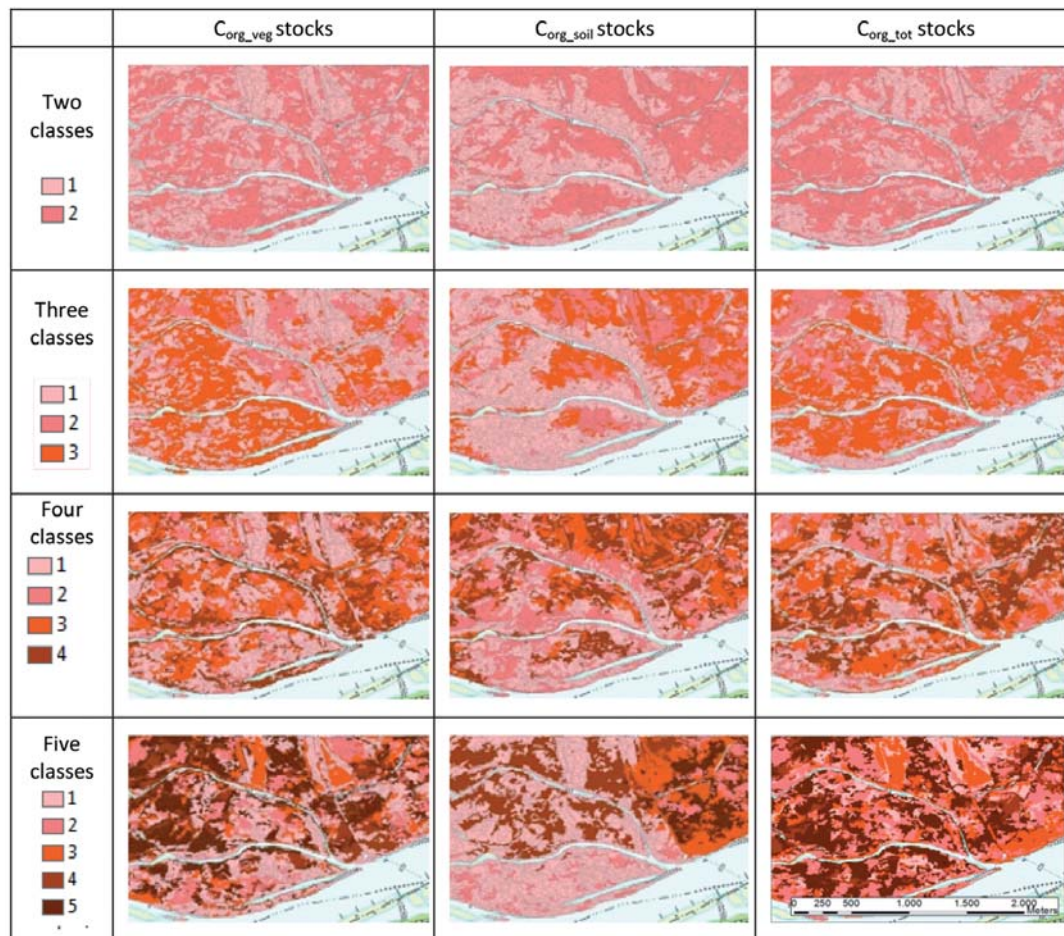 C_org_veg stocks
C_org_soil stocks
C_org_tot stocks
Two
classes
1
2
Three
classes
1
2
3
Four
classes
1
2
3
4
Five
classes
1
2
3
4
5
0 250 500 1.000 1.500 2.000
Meters